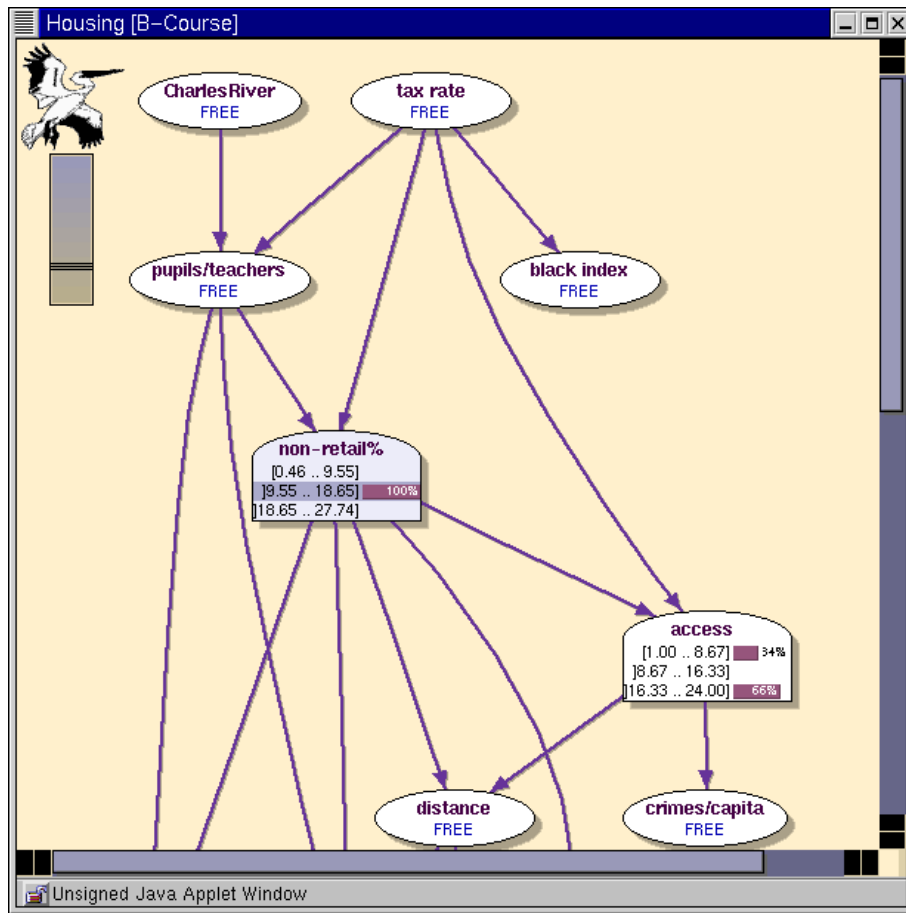 Housing [B-Course]
CharlesRiver
FREE
tax rate
FREE
pupils/teachers
FREE
black index
FREE
non-retail%
[0.46 .. 9.55]
]9.55 .. 18.65] 100%
]18.65 .. 27.74]
access
[1.00 .. 8.67] 34%
]8.67 .. 16.33]
]16.33 .. 24.00] 66%
distance
FREE
crimes/capita
FREE
Unsigned Java Applet Window